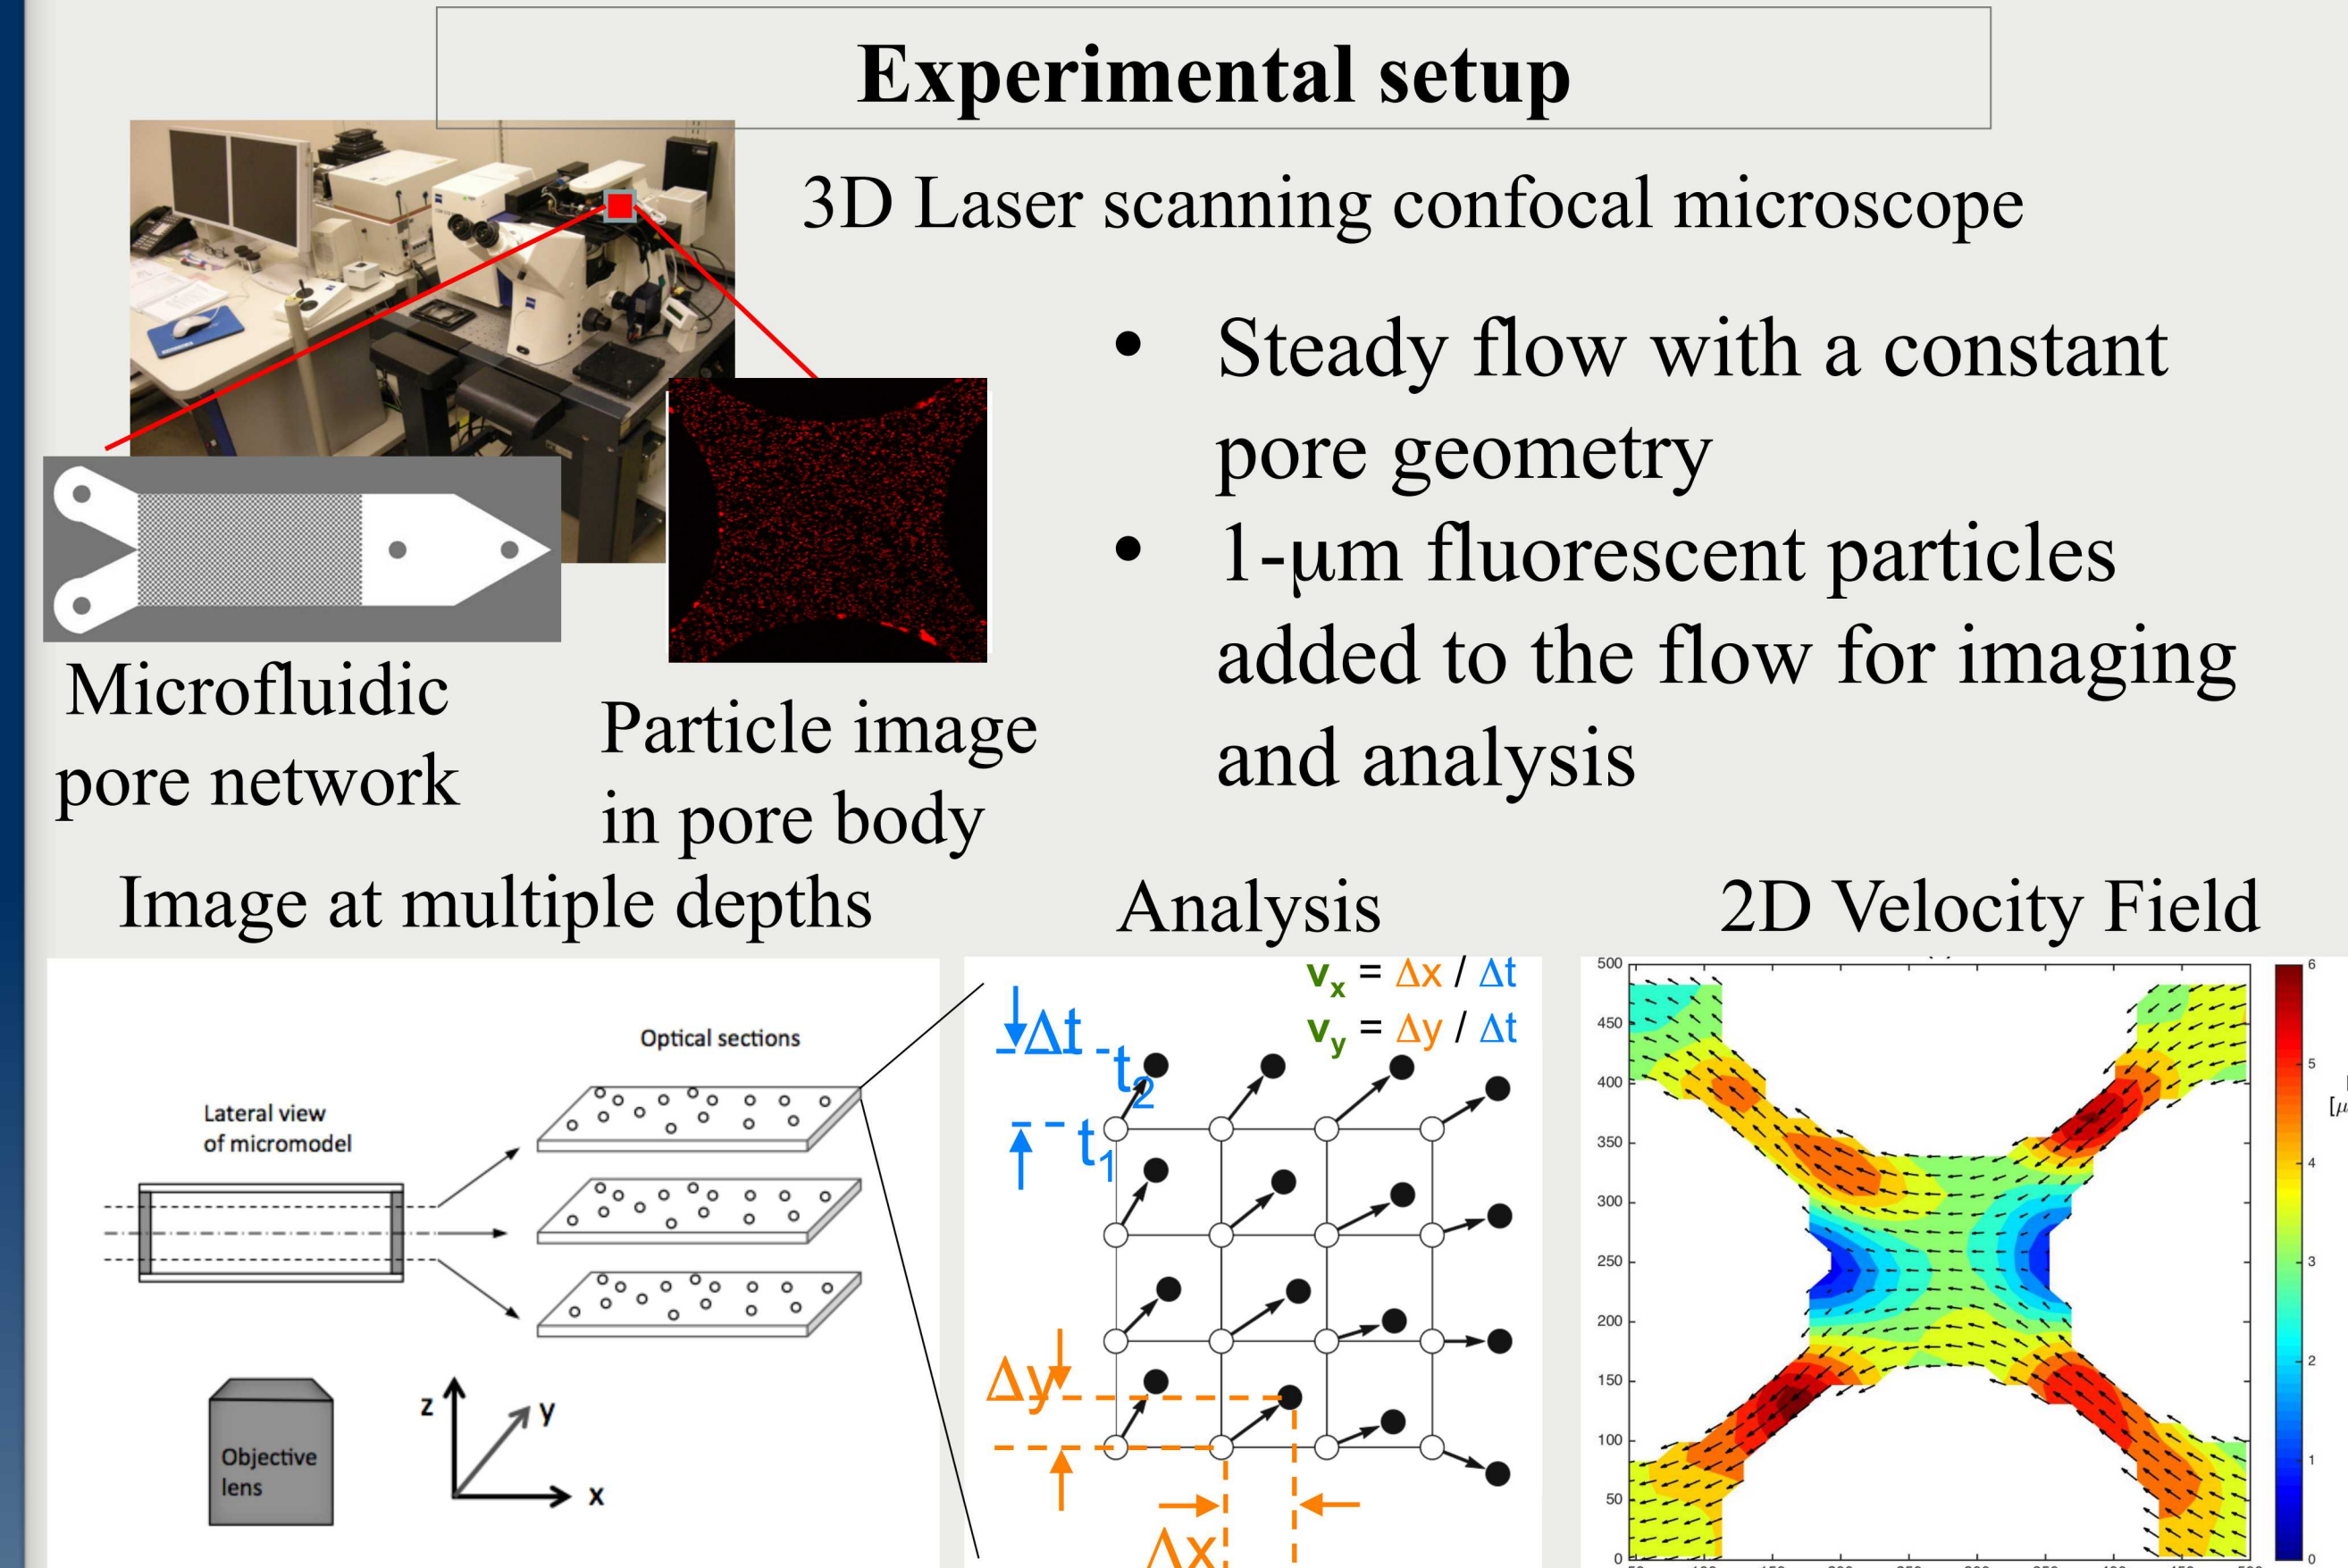 Experimental setup
3D Laser scanning confocal microscope
• Steady flow with a constant
pore geometry
• 1-μm fluorescent particles
added to the flow for imaging
and analysis
Microfluidic
pore network
Particle image
in pore body
Image at multiple depths
Optical sections
Lateral view
of micromodel
Objective
lens
z
y
x
Analysis
vx = Δx / Δt
vy = Δy / Δt
Δt
t2
t1
Δy
Δx
2D Velocity Field
500
450
400
350
300
250
200
150
100
50
0
6
5
4
3
2
1
0
[μ